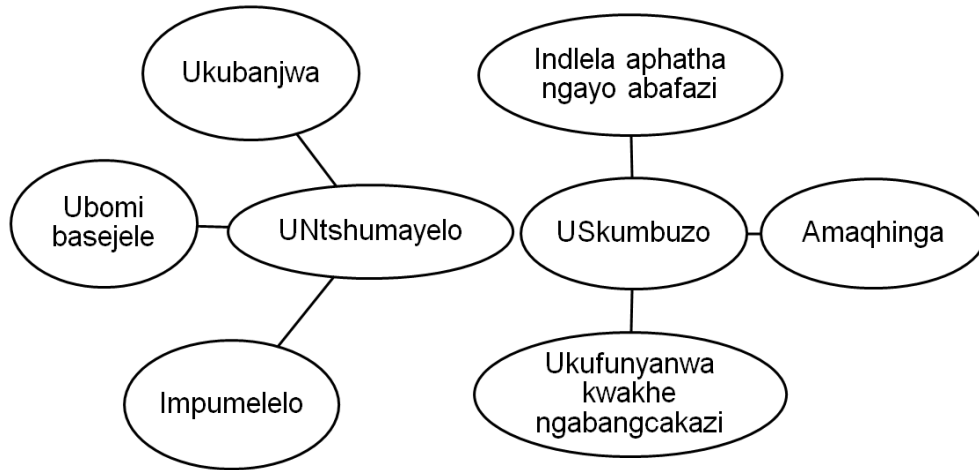 Ukubanjwa
Ubomi
basejele
UNtshumayelo
Impumelelo
Indlela aphatha
ngayo abafazi
USkumbuzo
Amaqhinga
Ukufunyanwa
kwakhe
ngabangcakazi